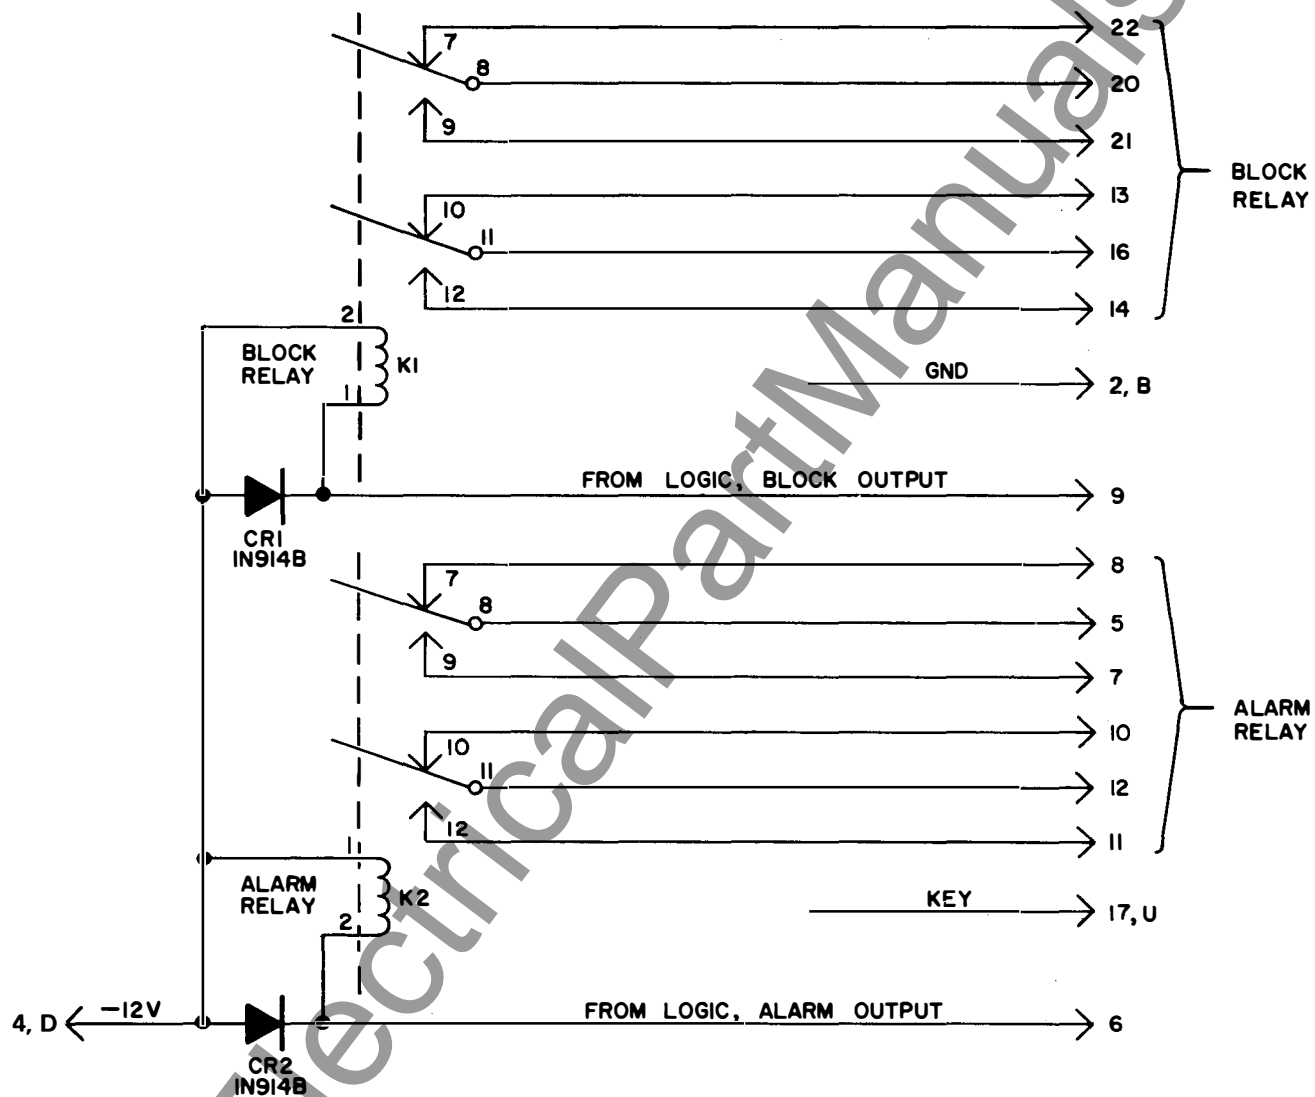 7
22
8
20
9
21
BLOCK
RELAY
10
13
11
16
12
14
2
BLOCK
RELAY
K1
1
GND
2, B
FROM LOGIC, BLOCK OUTPUT
9
CR1
IN914B
7
8
8
5
9
7
ALARM
RELAY
10
10
11
12
12
11
1
ALARM
RELAY
K2
2
KEY
17, U
4, D
-12V
FROM LOGIC, ALARM OUTPUT
6
CR2
IN914B
ElectricalPartManuals